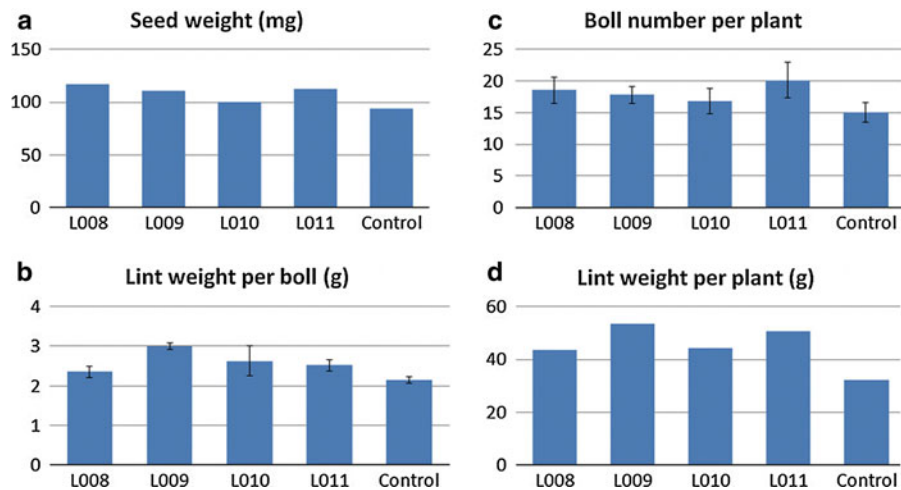 a
Seed weight (mg)
150
100
50
0
L008 L009 L010 L011 Control
b
Lint weight per boll (g)
4
3
2
1
0
L008 L009 L010 L011 Control
c
Boll number per plant
25
20
15
10
5
0
L008 L009 L010 L011 Control
d
Lint weight per plant (g)
60
40
20
0
L008 L009 L010 L011 Control